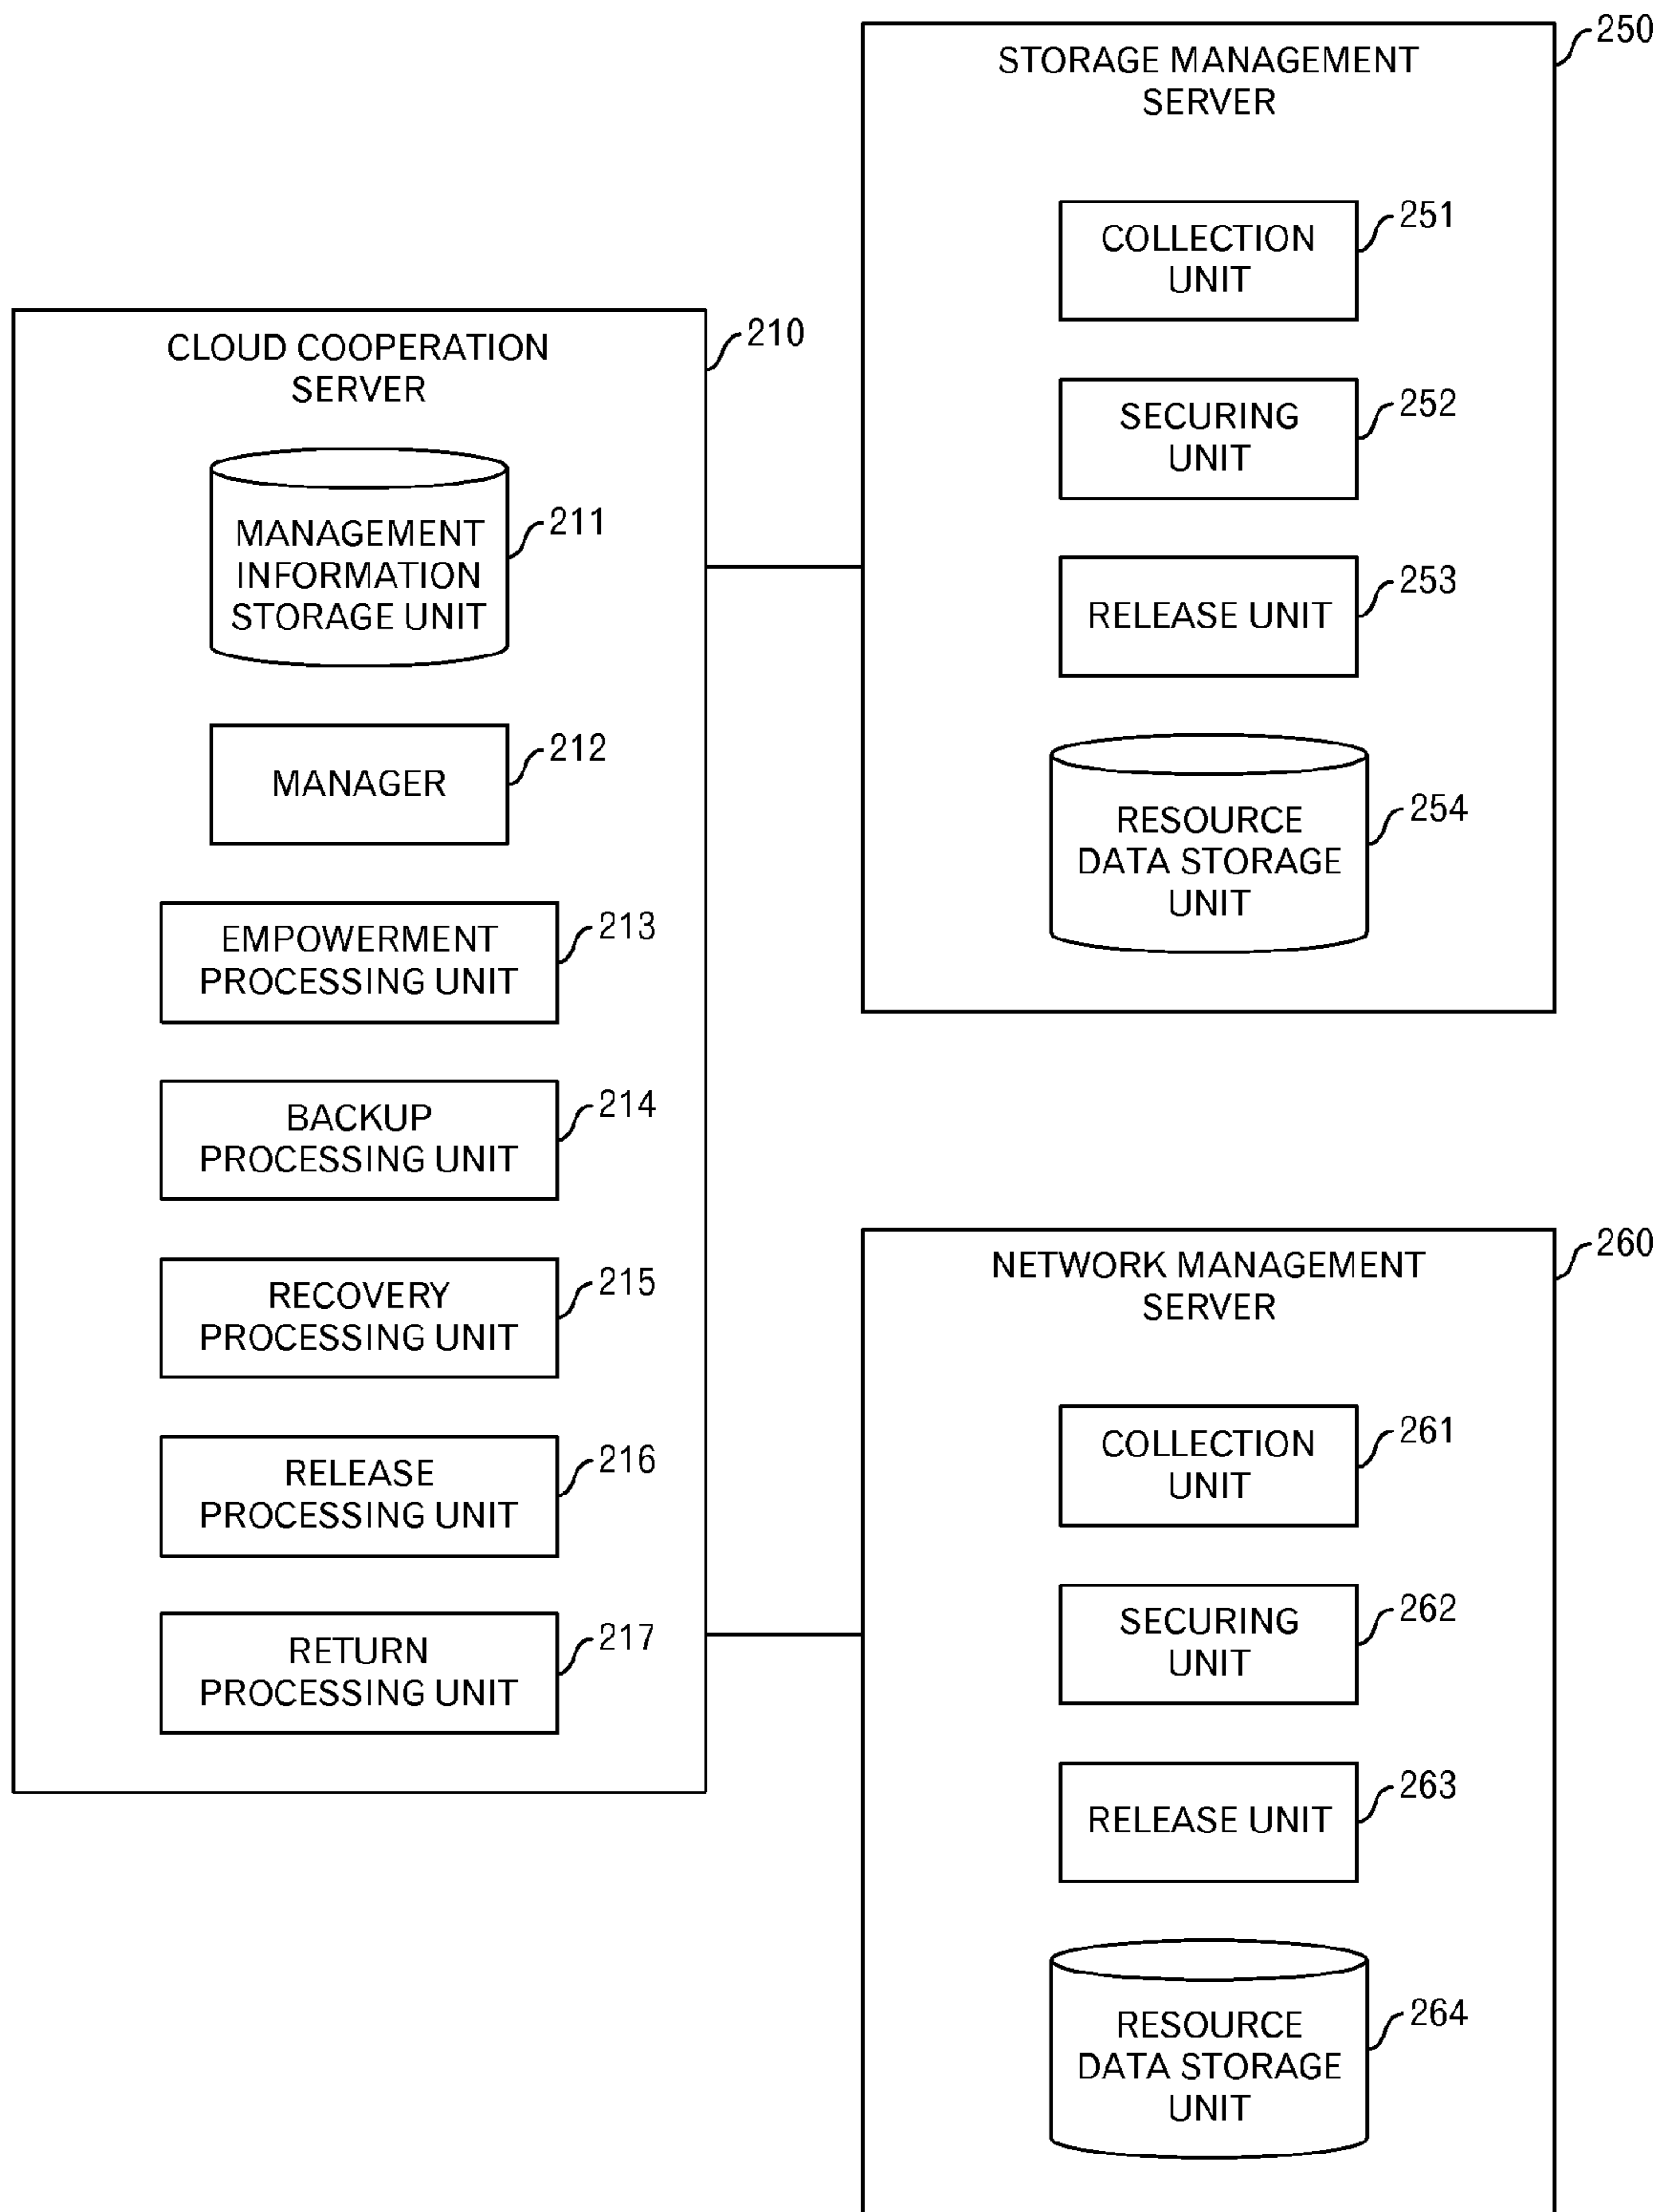 CLOUD COOPERATION
SERVER
210
MANAGEMENT
INFORMATION
STORAGE UNIT
211
MANAGER
212
EMPOWERMENT
PROCESSING UNIT
213
BACKUP
PROCESSING UNIT
214
RECOVERY
PROCESSING UNIT
215
RELEASE
PROCESSING UNIT
216
RETURN
PROCESSING UNIT
217
STORAGE MANAGEMENT
SERVER
250
COLLECTION
UNIT
251
SECURING
UNIT
252
RELEASE UNIT
253
RESOURCE
DATA STORAGE
UNIT
254
NETWORK MANAGEMENT
SERVER
260
COLLECTION
UNIT
261
SECURING
UNIT
262
RELEASE UNIT
263
RESOURCE
DATA STORAGE
UNIT
264